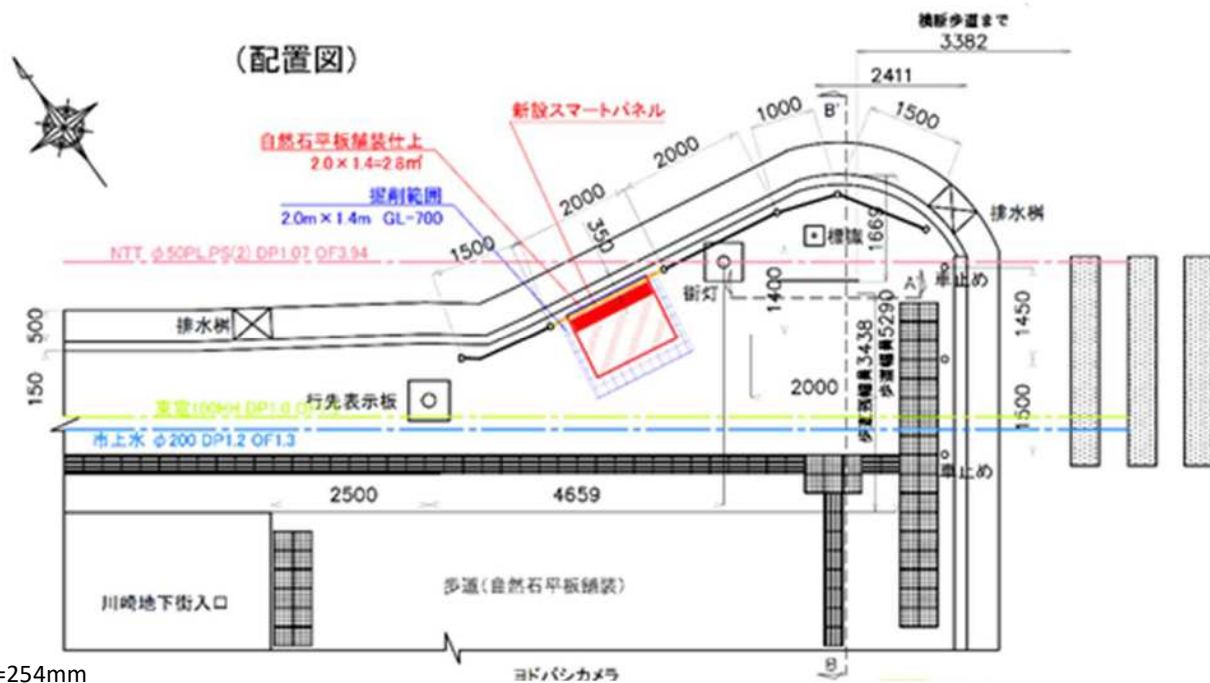 (配置図)
横断歩道まで
3382
2411
B'
1000
1500
新設スマートパネル
自然石平板舗装仕上
2.0×1.4=2.8㎡
掘削範囲
2.0m×1.4m GL-700
2000
2000
350
1500
NTT φ50PL.PS(2) DP1.07 OF3.94
排水桝
標識
1669
街灯
1400
A'
車止め
500
排水桝
150
1450
歩道幅員5290
歩道残幅員3438
2000
行先表示板
東電100HH DP1.0
市上水 φ200 DP1.2 OF1.3
1500
車止め
2500
4659
歩道(自然石平板舗装)
川崎地下街入口
B
ヨドバシカメラ
=254mm